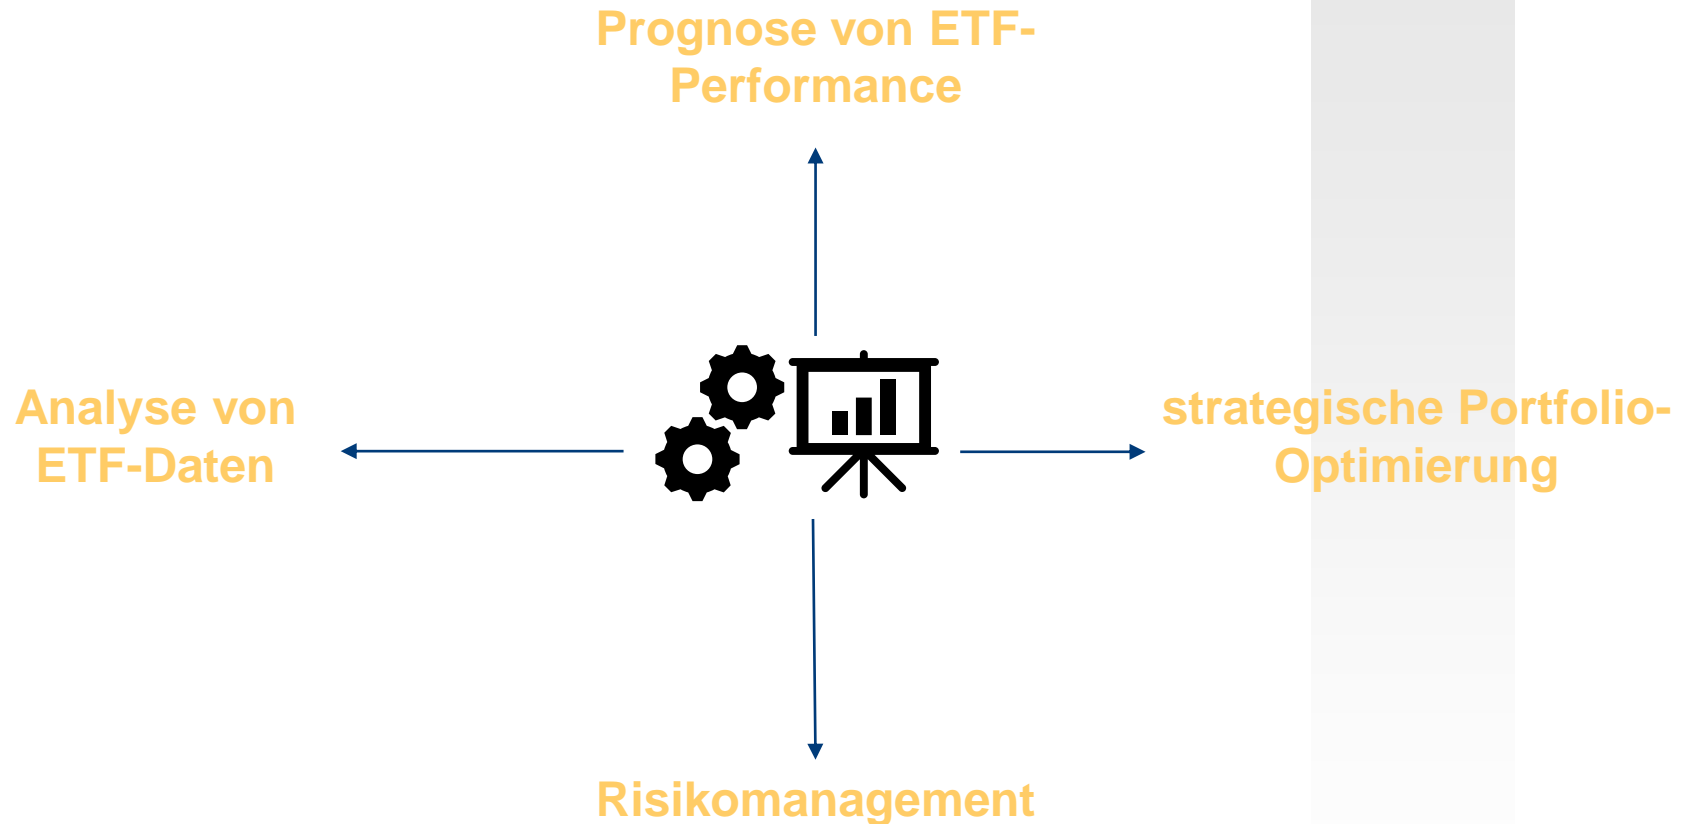 Prognose von ETF-
Performance
Analyse von
ETF-Daten
strategische Portfolio-
Optimierung
Risikomanagement